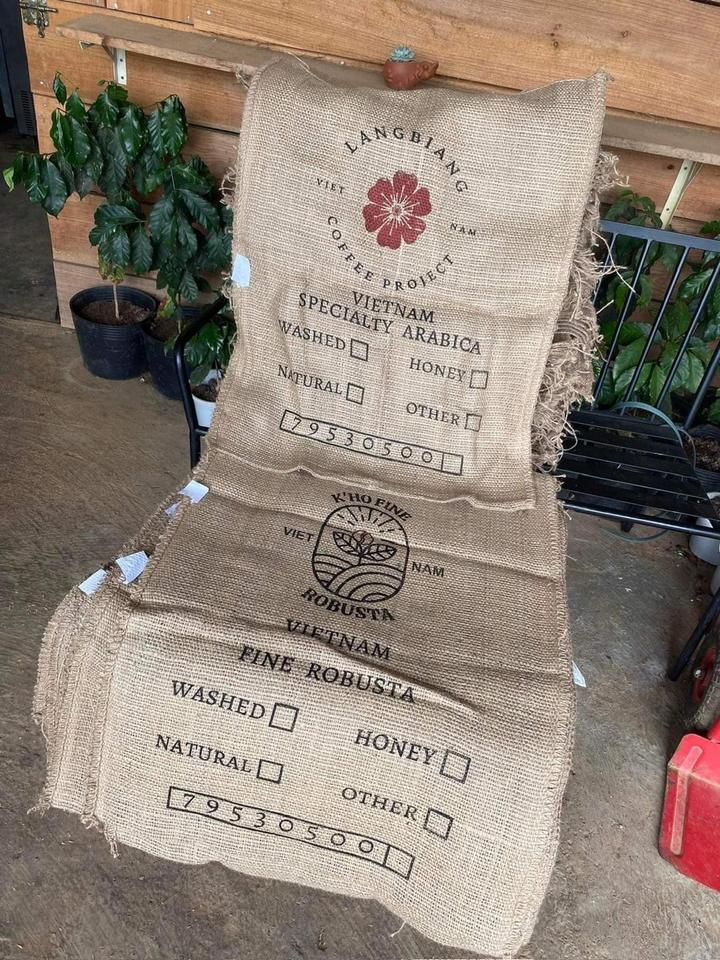 LANGBIANG
VIET NAM
COFFEE PROJECT
VIETNAM
SPECIALTY ARABICA
WASHED HONEY
NATURAL OTHER
79530500
K'HO FINE
VIET NAM
ROBUSTA
VIETNAM
FINE ROBUSTA
WASHED HONEY
NATURAL OTHER
79530500